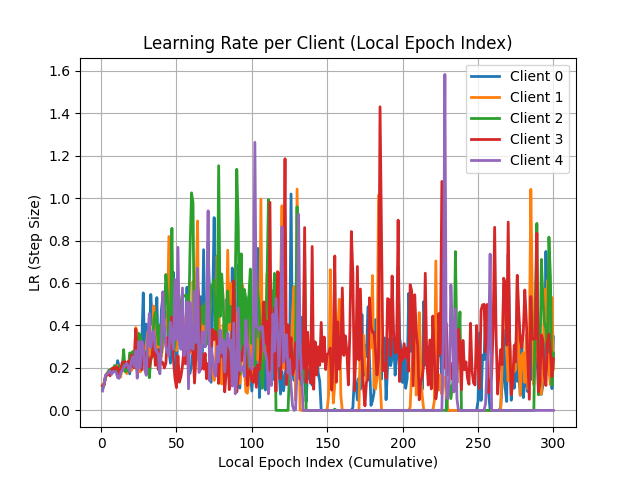 Learning Rate per Client (Local Epoch Index)
LR (Step Size)
1.6
1.4
1.2
1.0
0.8
0.6
0.4
0.2
0.0
Client 0
Client 1
Client 2
Client 3
Client 4
0 50 100 150 200 250 300
Local Epoch Index (Cumulative)